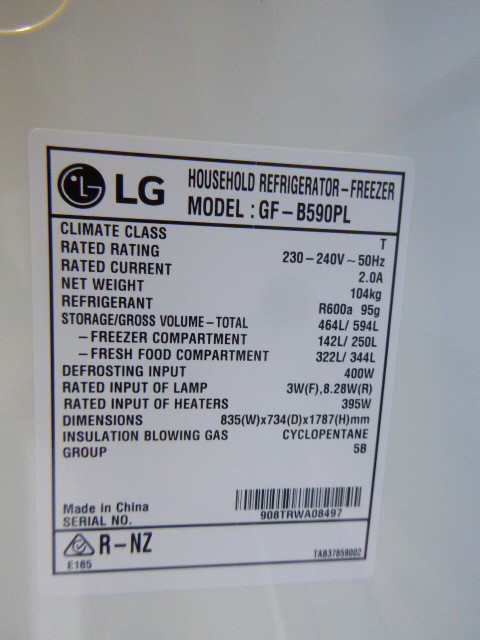 LG HOUSEHOLD REFRIGERATOR-FREEZER
MODEL : GF-B590PL
CLIMATE CLASS T
RATED RATING 230-240V~50Hz
RATED CURRENT 2.0A
NET WEIGHT 104kg
REFRIGERANT R600a 95g
STORAGE/GROSS VOLUME-TOTAL 464L/ 594L
-FREEZER COMPARTMENT 142L/ 250L
-FRESH FOOD COMPARTMENT 322L/ 344L
DEFROSTING INPUT 400W
RATED INPUT OF LAMP 3W(F),8.28W(R)
RATED INPUT OF HEATERS 395W
DIMENSIONS 835(W)x734(D)x1787(H)mm
INSULATION BLOWING GAS CYCLOPENTANE
GROUP 5B
Made in China
SERIAL NO. 908TRWA08497
R-NZ
E185 TAB37859002